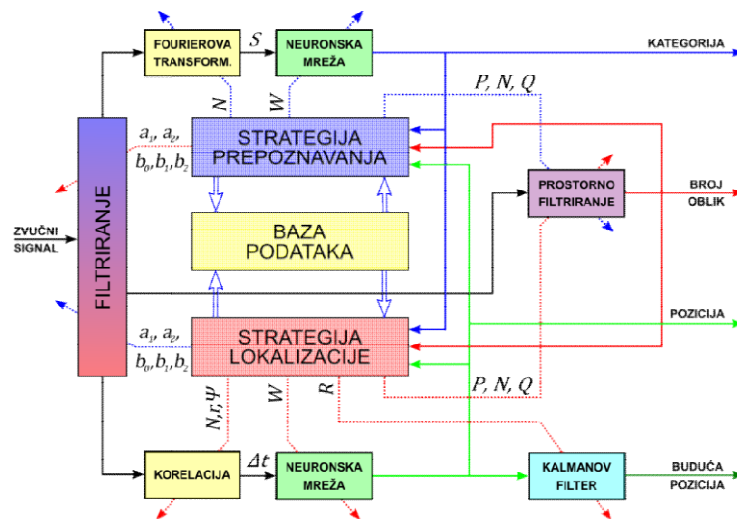 FOURIEROVA
TRANSFORM.
S
NEURONSKA
MREŽA
KATEGORIJA
P, N, Q
N
W
a₁, a₂,
b₀, b₁, b₂
STRATEGIJA
PREPOZNAVANJA
PROSTORNO
FILTRIRANJE
BROJ
OBLIK
ZVUČNI
SIGNAL
FILTRIRANJE
BAZA
PODATAKA
POZICIJA
a₁, a₂,
b₀, b₁, b₂
STRATEGIJA
LOKALIZACIJE
P, N, Q
N,r,Ψ
W
R
KORELACIJA
Δt
NEURONSKA
MREŽA
KALMANOV
FILTER
BUDUĆA
POZICIJA